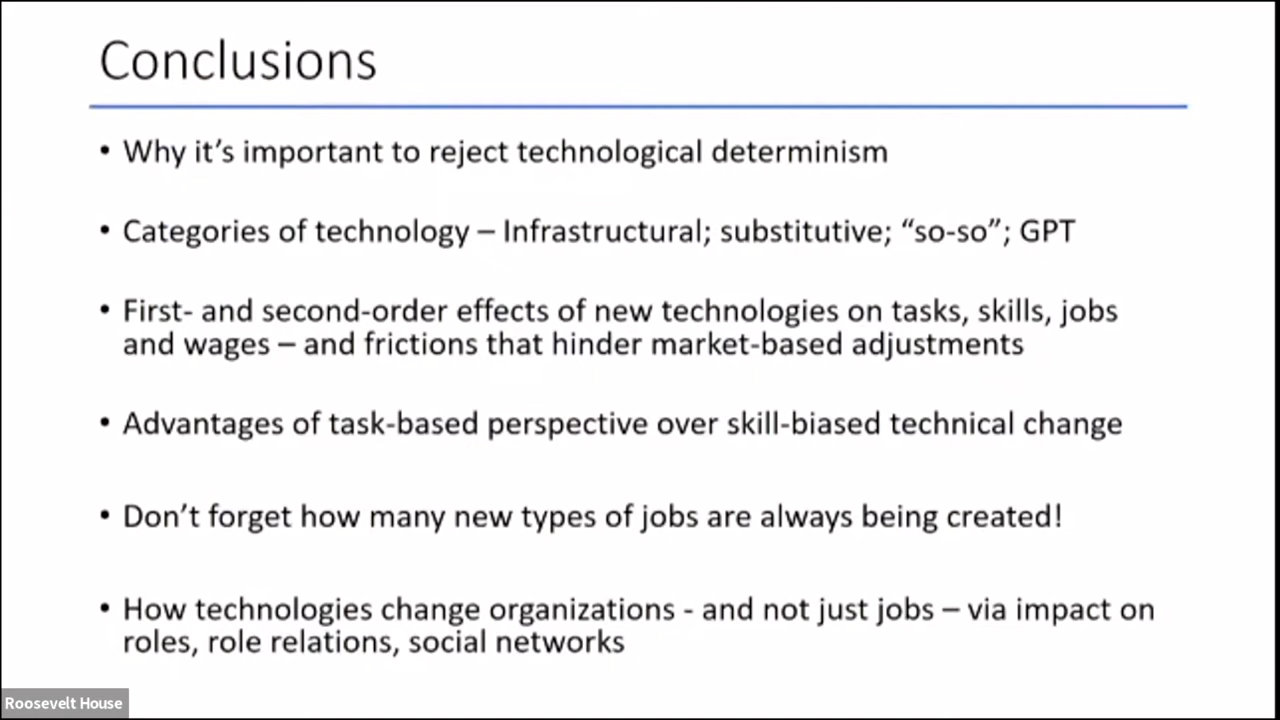 Conclusions
• Why it's important to reject technological determinism
• Categories of technology – Infrastructural; substitutive; “so-so”; GPT
• First- and second-order effects of new technologies on tasks, skills, jobs
and wages – and frictions that hinder market-based adjustments
• Advantages of task-based perspective over skill-biased technical change
• Don’t forget how many new types of jobs are always being created!
• How technologies change organizations - and not just jobs – via impact on
roles, role relations, social networks
Roosevelt House